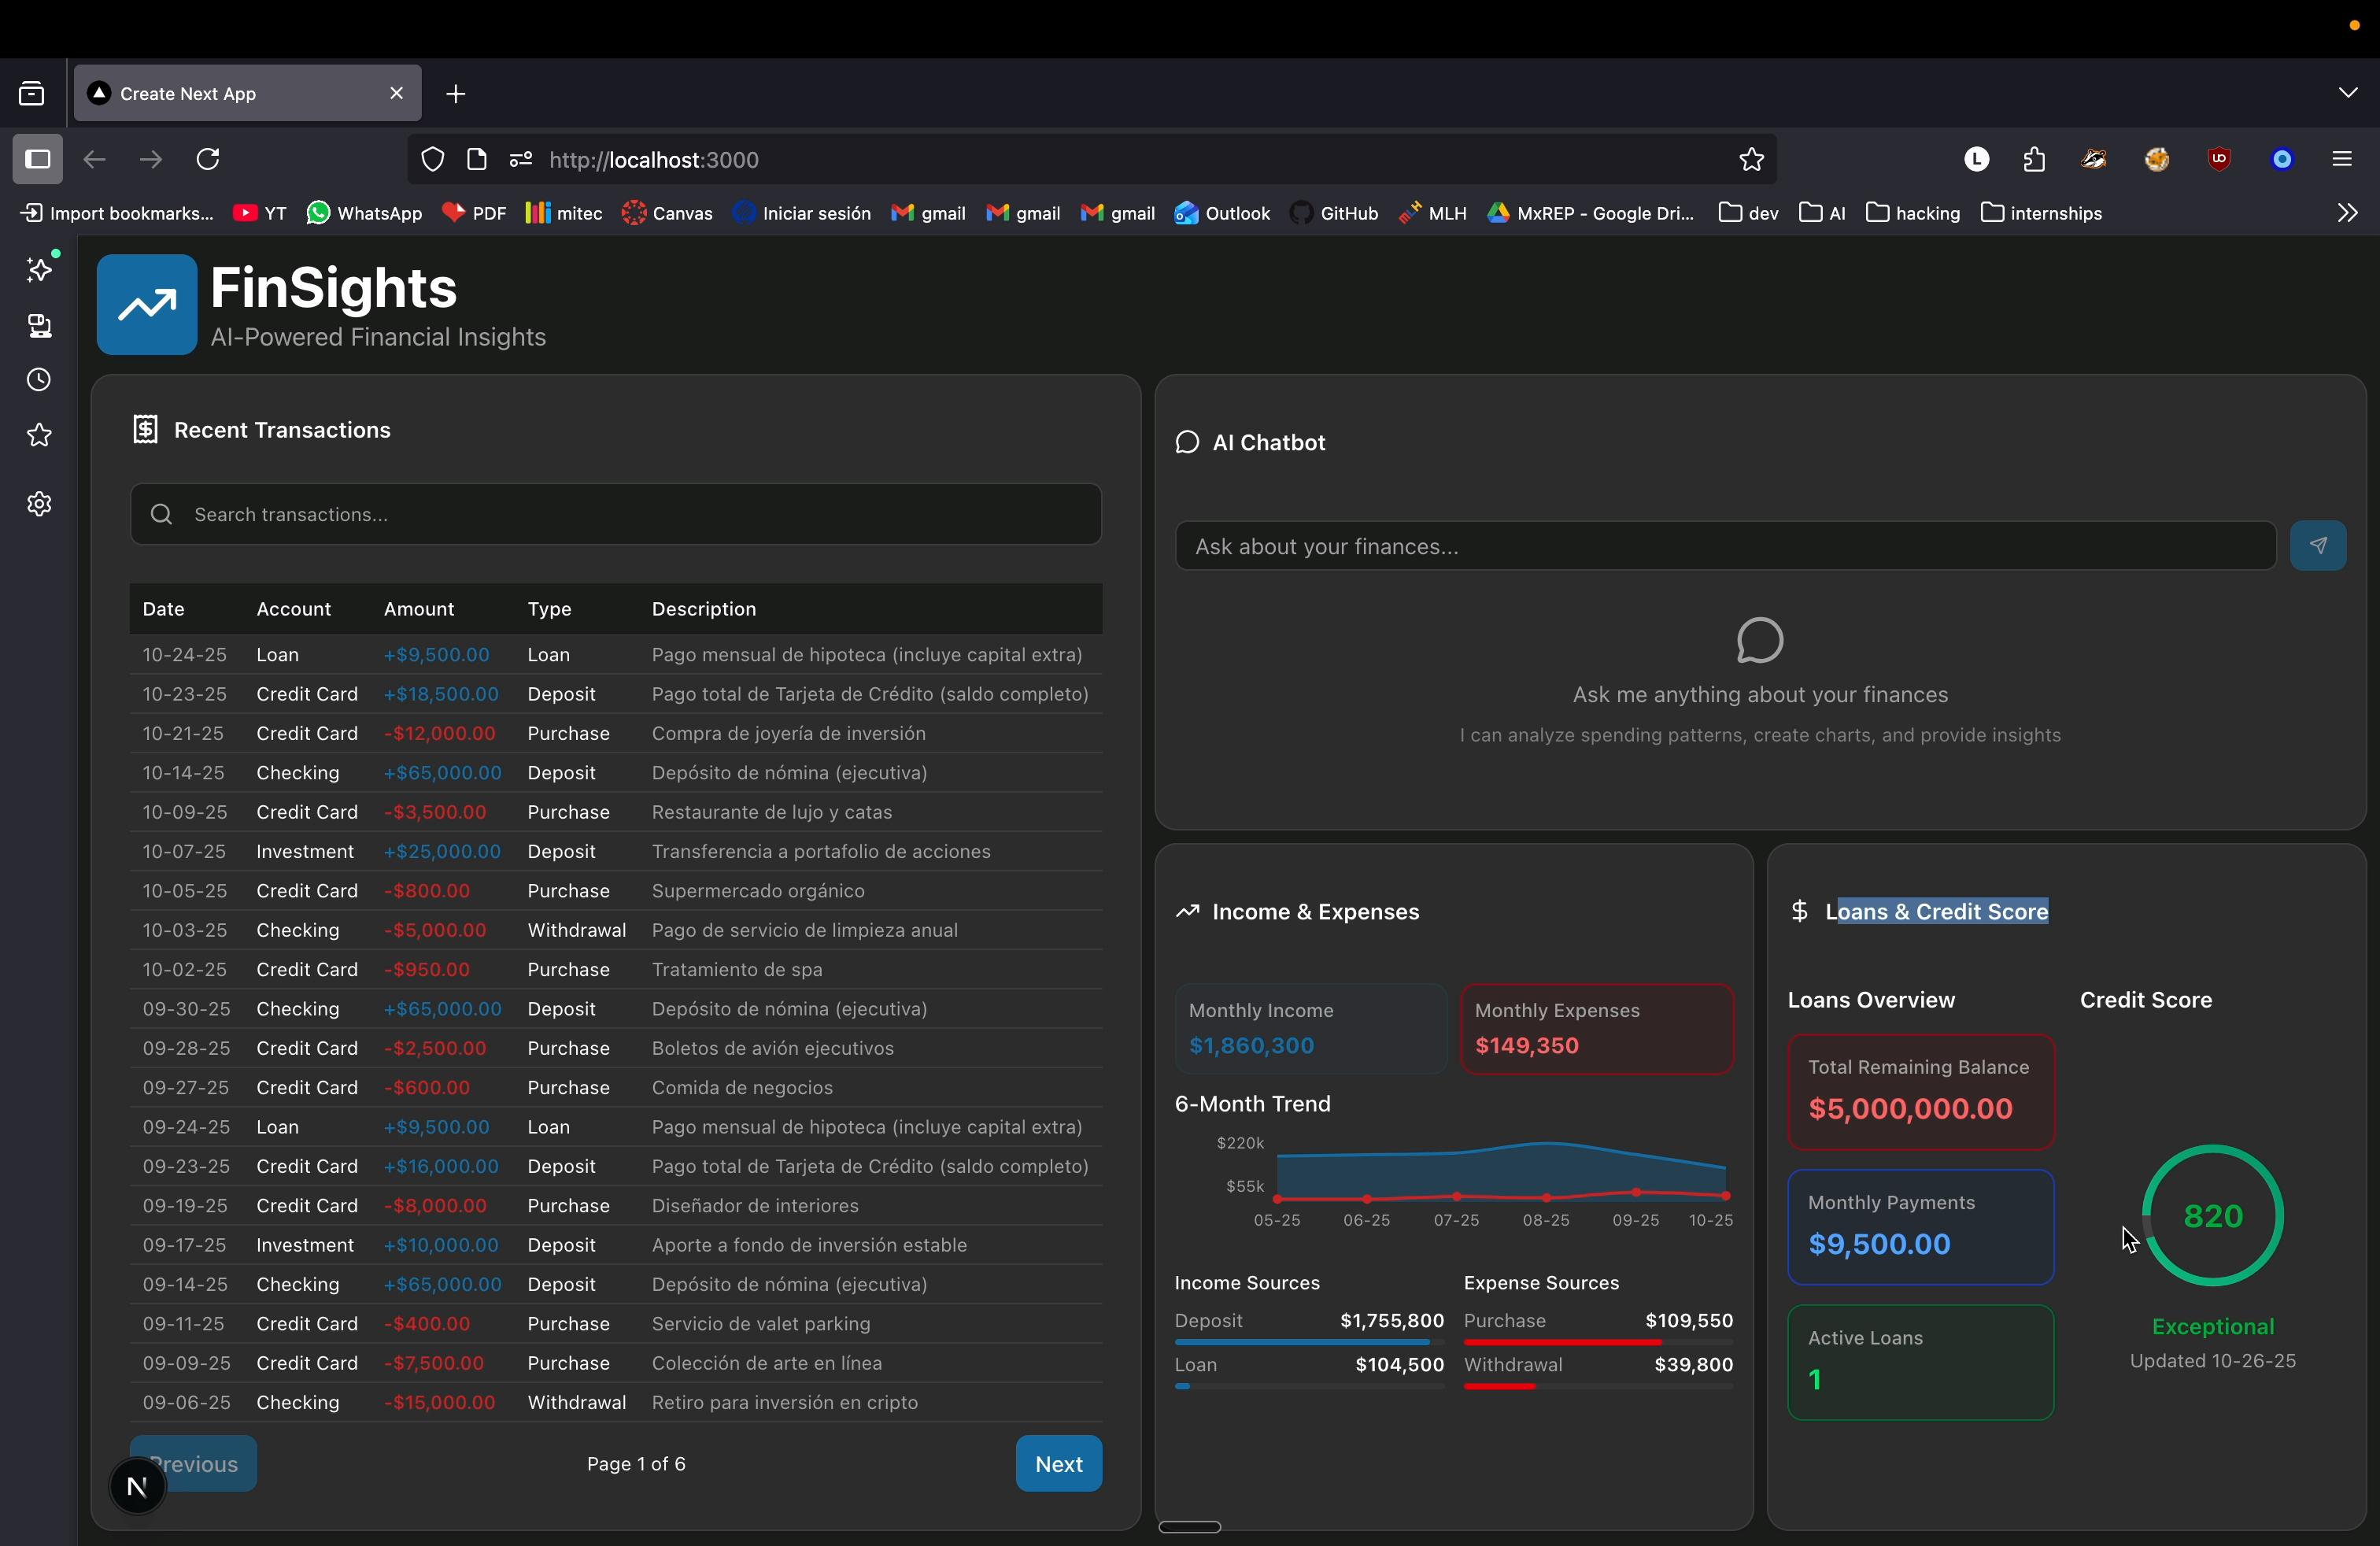 Create Next App
http://localhost:3000
L
Import bookmarks... YT WhatsApp PDF mitec Canvas Iniciar sesión gmail gmail gmail Outlook GitHub MLH MxREP - Google Dri... dev AI hacking internships
FinSights
AI-Powered Financial Insights
Recent Transactions
Search transactions...
Date Account Amount Type Description
10-24-25 Loan +$9,500.00 Loan Pago mensual de hipoteca (incluye capital extra)
10-23-25 Credit Card +$18,500.00 Deposit Pago total de Tarjeta de Crédito (saldo completo)
10-21-25 Credit Card -$12,000.00 Purchase Compra de joyería de inversión
10-14-25 Checking +$65,000.00 Deposit Depósito de nómina (ejecutiva)
10-09-25 Credit Card -$3,500.00 Purchase Restaurante de lujo y catas
10-07-25 Investment +$25,000.00 Deposit Transferencia a portafolio de acciones
10-05-25 Credit Card -$800.00 Purchase Supermercado orgánico
10-03-25 Checking -$5,000.00 Withdrawal Pago de servicio de limpieza anual
10-02-25 Credit Card -$950.00 Purchase Tratamiento de spa
09-30-25 Checking +$65,000.00 Deposit Depósito de nómina (ejecutiva)
09-28-25 Credit Card -$2,500.00 Purchase Boletos de avión ejecutivos
09-27-25 Credit Card -$600.00 Purchase Comida de negocios
09-24-25 Loan +$9,500.00 Loan Pago mensual de hipoteca (incluye capital extra)
09-23-25 Credit Card +$16,000.00 Deposit Pago total de Tarjeta de Crédito (saldo completo)
09-19-25 Credit Card -$8,000.00 Purchase Diseñador de interiores
09-17-25 Investment +$10,000.00 Deposit Aporte a fondo de inversión estable
09-14-25 Checking +$65,000.00 Deposit Depósito de nómina (ejecutiva)
09-11-25 Credit Card -$400.00 Purchase Servicio de valet parking
09-09-25 Credit Card -$7,500.00 Purchase Colección de arte en línea
09-06-25 Checking -$15,000.00 Withdrawal Retiro para inversión en cripto
Previous Page 1 of 6 Next
N
AI Chatbot
Ask about your finances...
Ask me anything about your finances
I can analyze spending patterns, create charts, and provide insights
Income & Expenses
Monthly Income
$1,860,300
Monthly Expenses
$149,350
6-Month Trend
$220k
$55k
05-25 06-25 07-25 08-25 09-25 10-25
Income Sources
Deposit $1,755,800
Loan $104,500
Expense Sources
Purchase $109,550
Withdrawal $39,800
Loans & Credit Score
Loans Overview
Total Remaining Balance
$5,000,000.00
Monthly Payments
$9,500.00
Active Loans
1
Credit Score
820
Exceptional
Updated 10-26-25